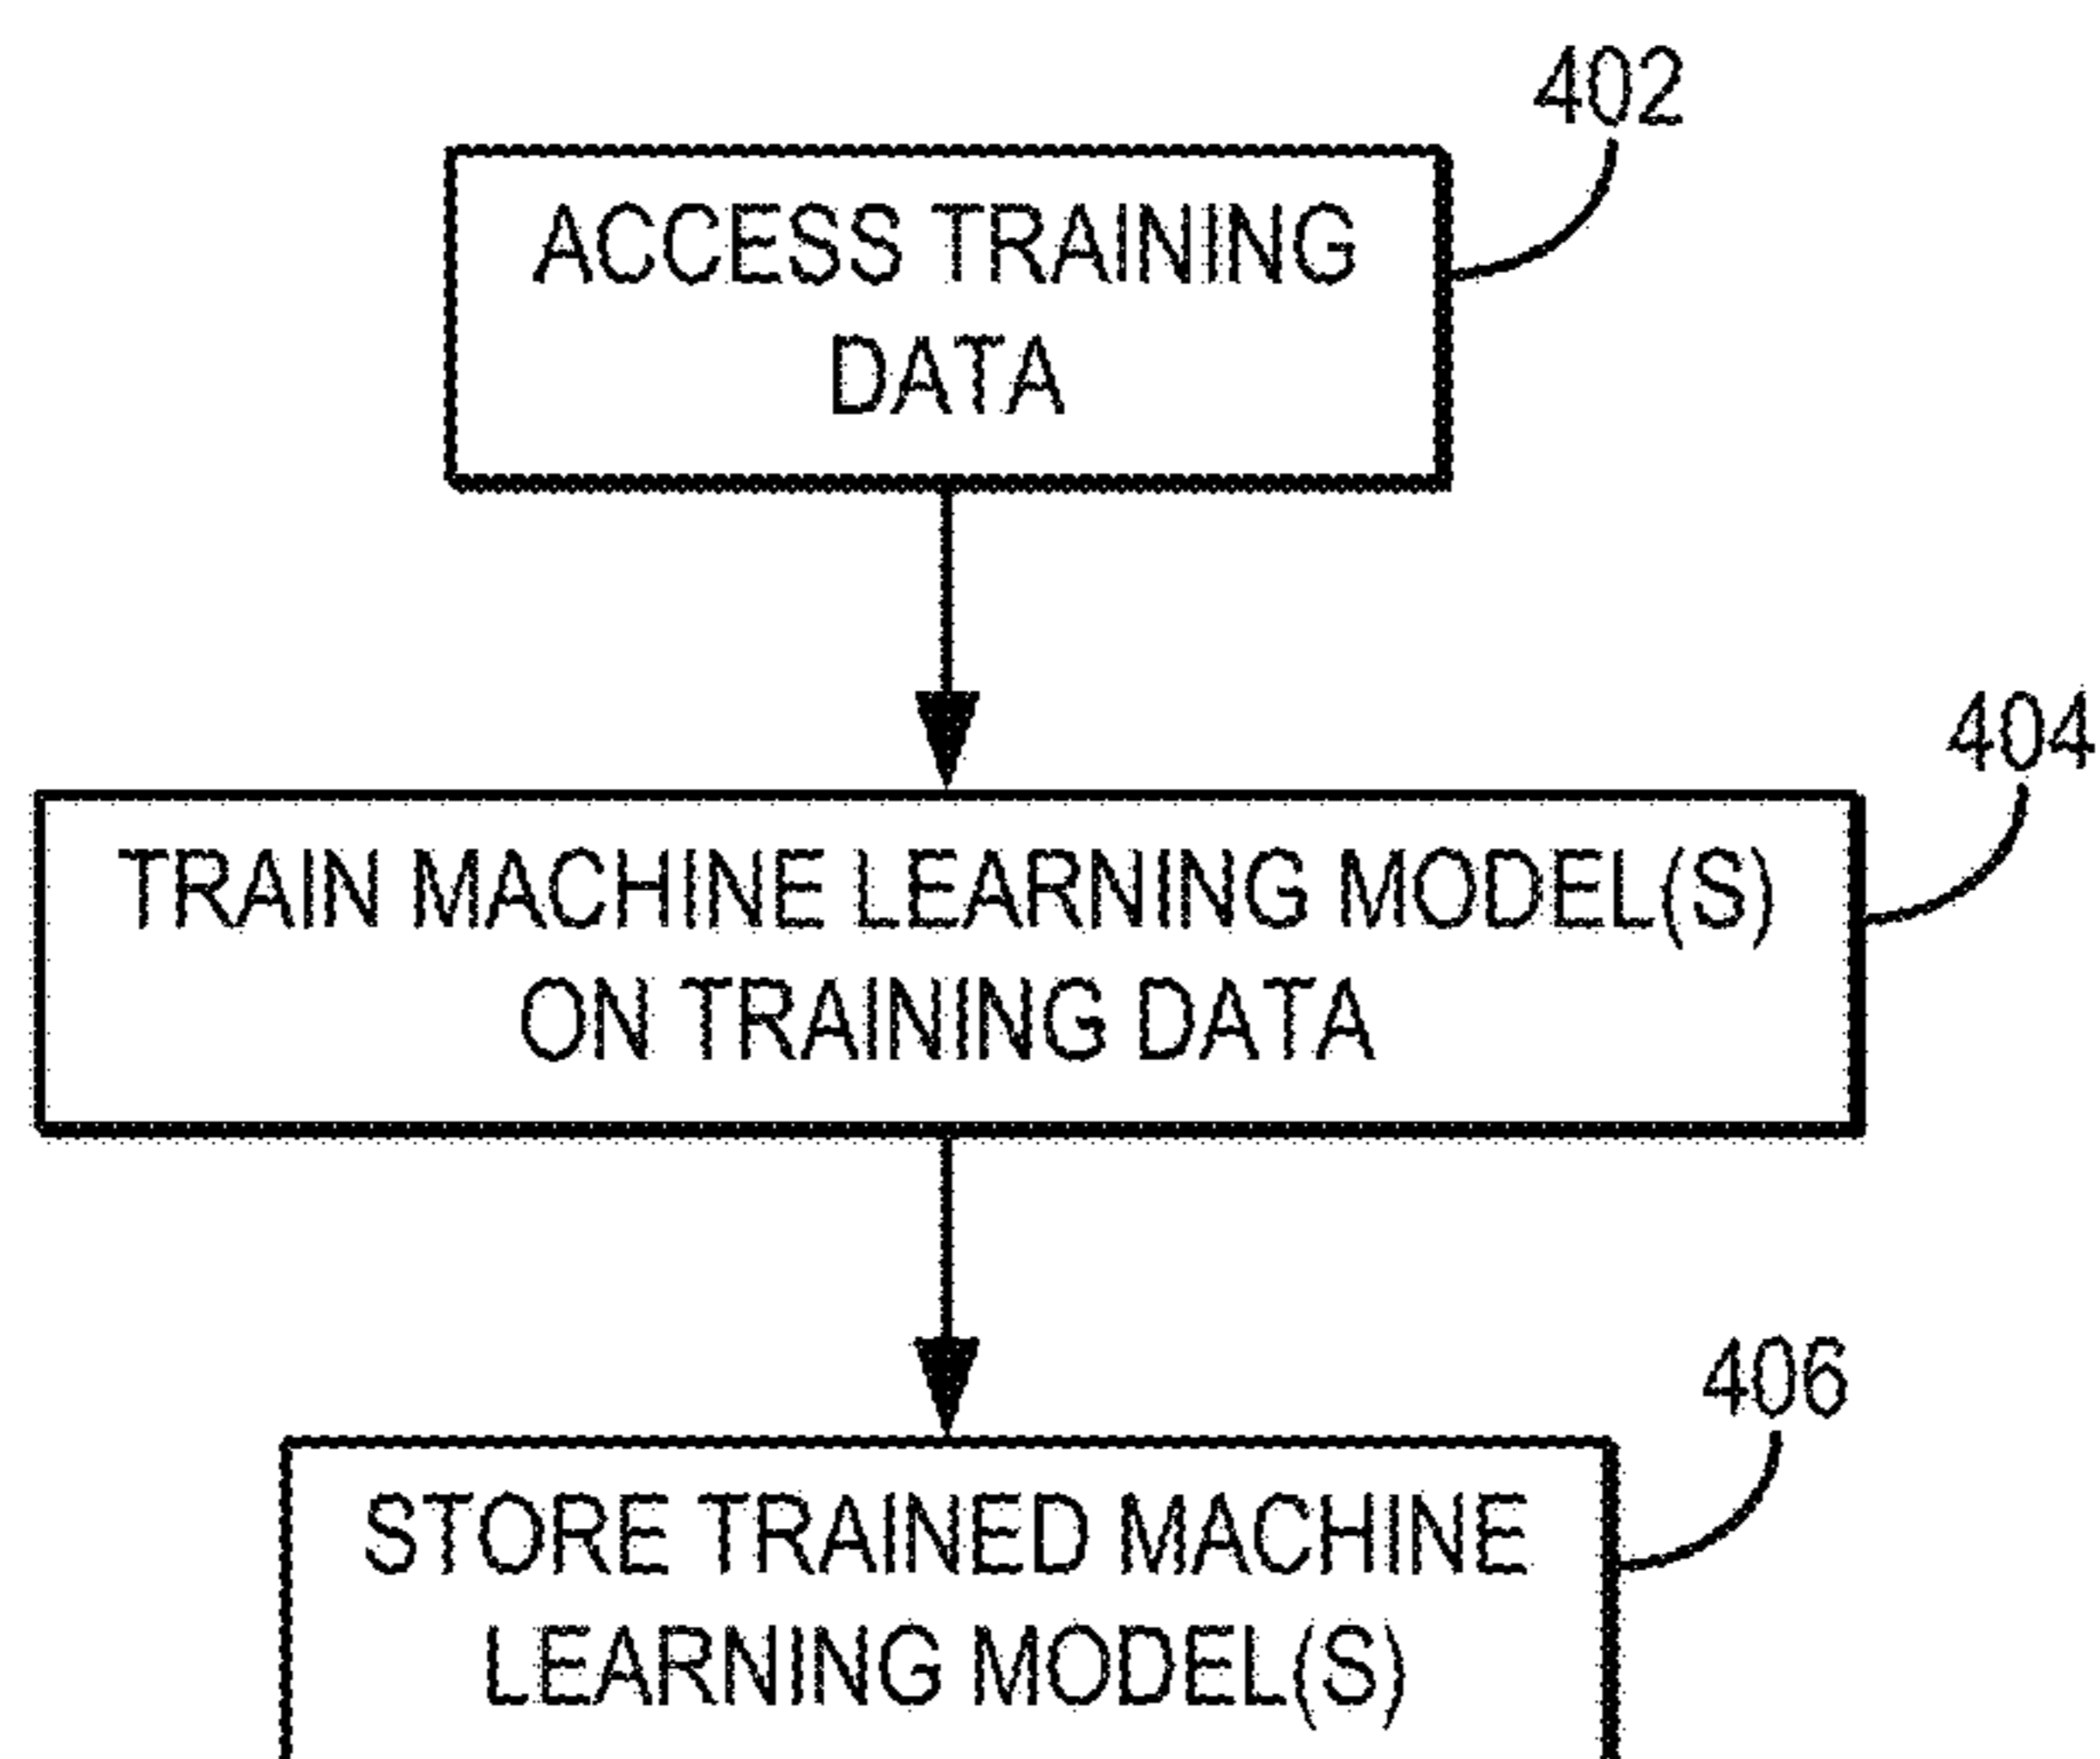 402
ACCESS TRAINING
DATA
404
TRAIN MACHINE LEARNING MODEL(S)
ON TRAINING DATA
406
STORE TRAINED MACHINE
LEARNING MODEL(S)